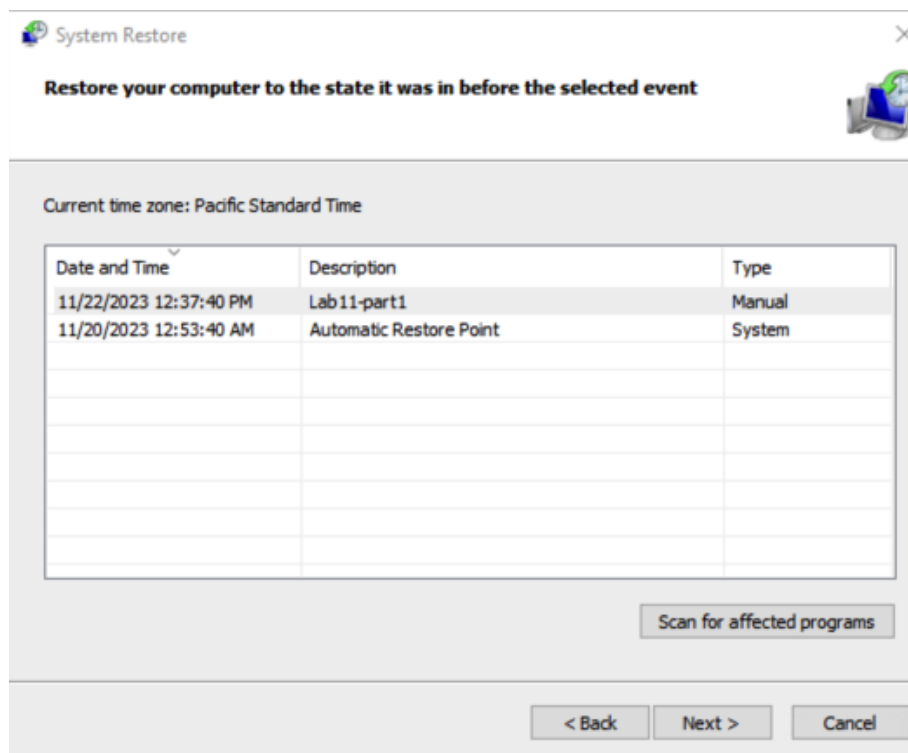 System Restore
Restore your computer to the state it was in before the selected event
Current time zone: Pacific Standard Time
Date and Time Description Type
11/22/2023 12:37:40 PM Lab11-part1 Manual
11/20/2023 12:53:40 AM Automatic Restore Point System
Scan for affected programs
< Back Next > Cancel